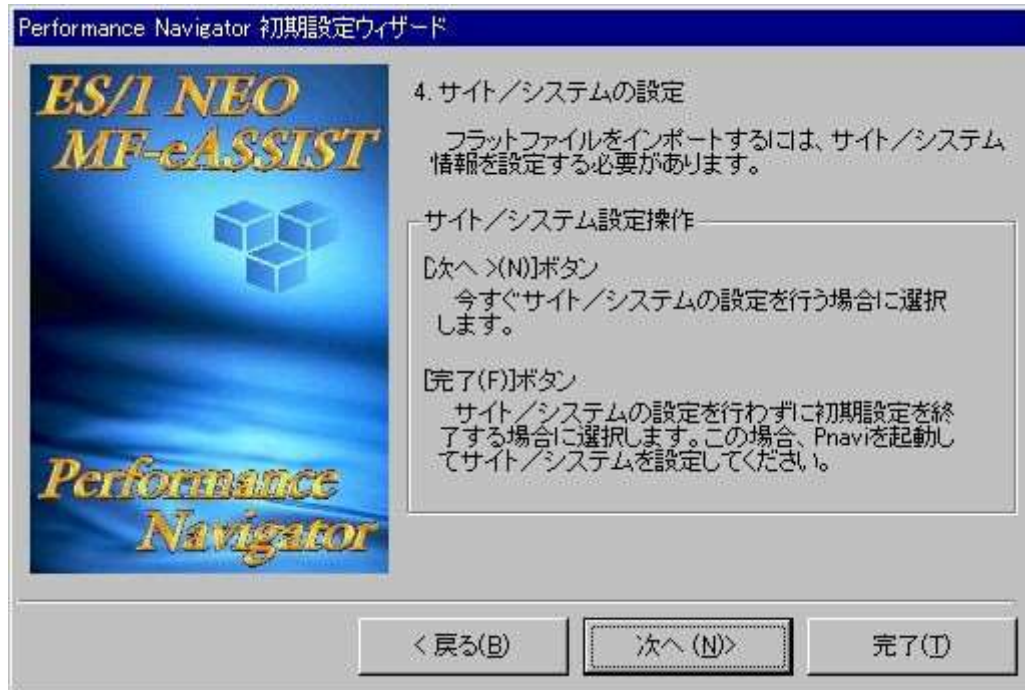 Performance Navigator 初期設定ウィザード
ES/1 NEO
MF-eASSIST
Performance
Navigator
4. サイト／システムの設定
フラットファイルをインポートするには、サイト／システム
情報を設定する必要があります。
サイト／システム設定操作
[次へ >(N)]ボタン
今すぐサイト／システムの設定を行う場合に選択
します。
[完了(F)]ボタン
サイト／システムの設定を行わずに初期設定を終
了する場合に選択します。この場合、Pnaviを起動し
てサイト／システムを設定してください。
< 戻る(B)
次へ (N)>
完了(T)